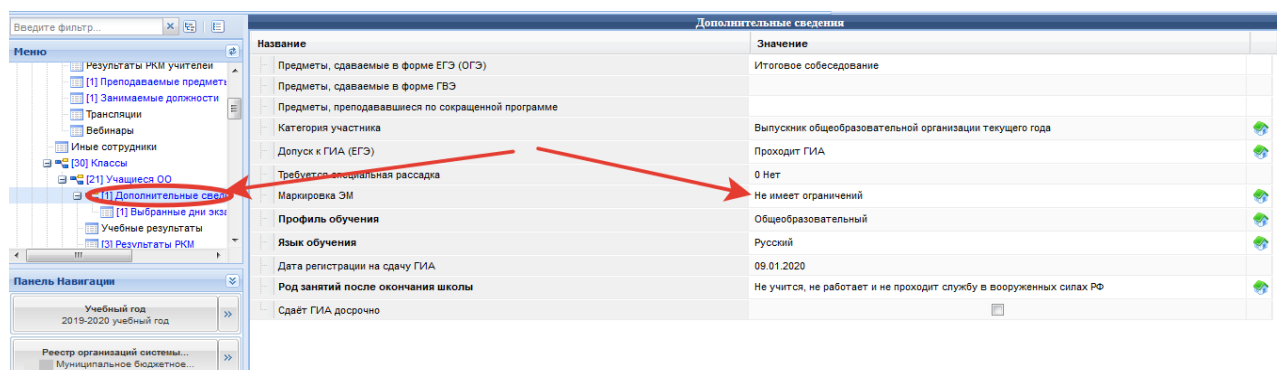 Введите фильтр...
Меню
Результаты РКМ учителей
[1] Преподаваемые предметы
[1] Занимаемые должности
Трансляции
Вебинары
Иные сотрудники
[30] Классы
[21] Учащиеся ОО
[1] Дополнительные свед
[1] Выбранные дни экза
Учебные результаты
[3] Результаты РКМ
Панель Навигации
Учебный год
2019-2020 учебный год
Реестр организаций системы...
Муниципальное бюджетное...
Дополнительные сведения
Название Значение
Предметы, сдаваемые в форме ЕГЭ (ОГЭ) Итоговое собеседование
Предметы, сдаваемые в форме ГВЭ
Предметы, преподававшиеся по сокращенной программе
Категория участника Выпускник общеобразовательной организации текущего года
Допуск к ГИА (ЕГЭ) Проходит ГИА
Требуется специальная рассадка 0 Нет
Маркировка ЭМ Не имеет ограничений
Профиль обучения Общеобразовательный
Язык обучения Русский
Дата регистрации на сдачу ГИА 09.01.2020
Род занятий после окончания школы Не учится, не работает и не проходит службу в вооруженных силах РФ
Сдаёт ГИА досрочно